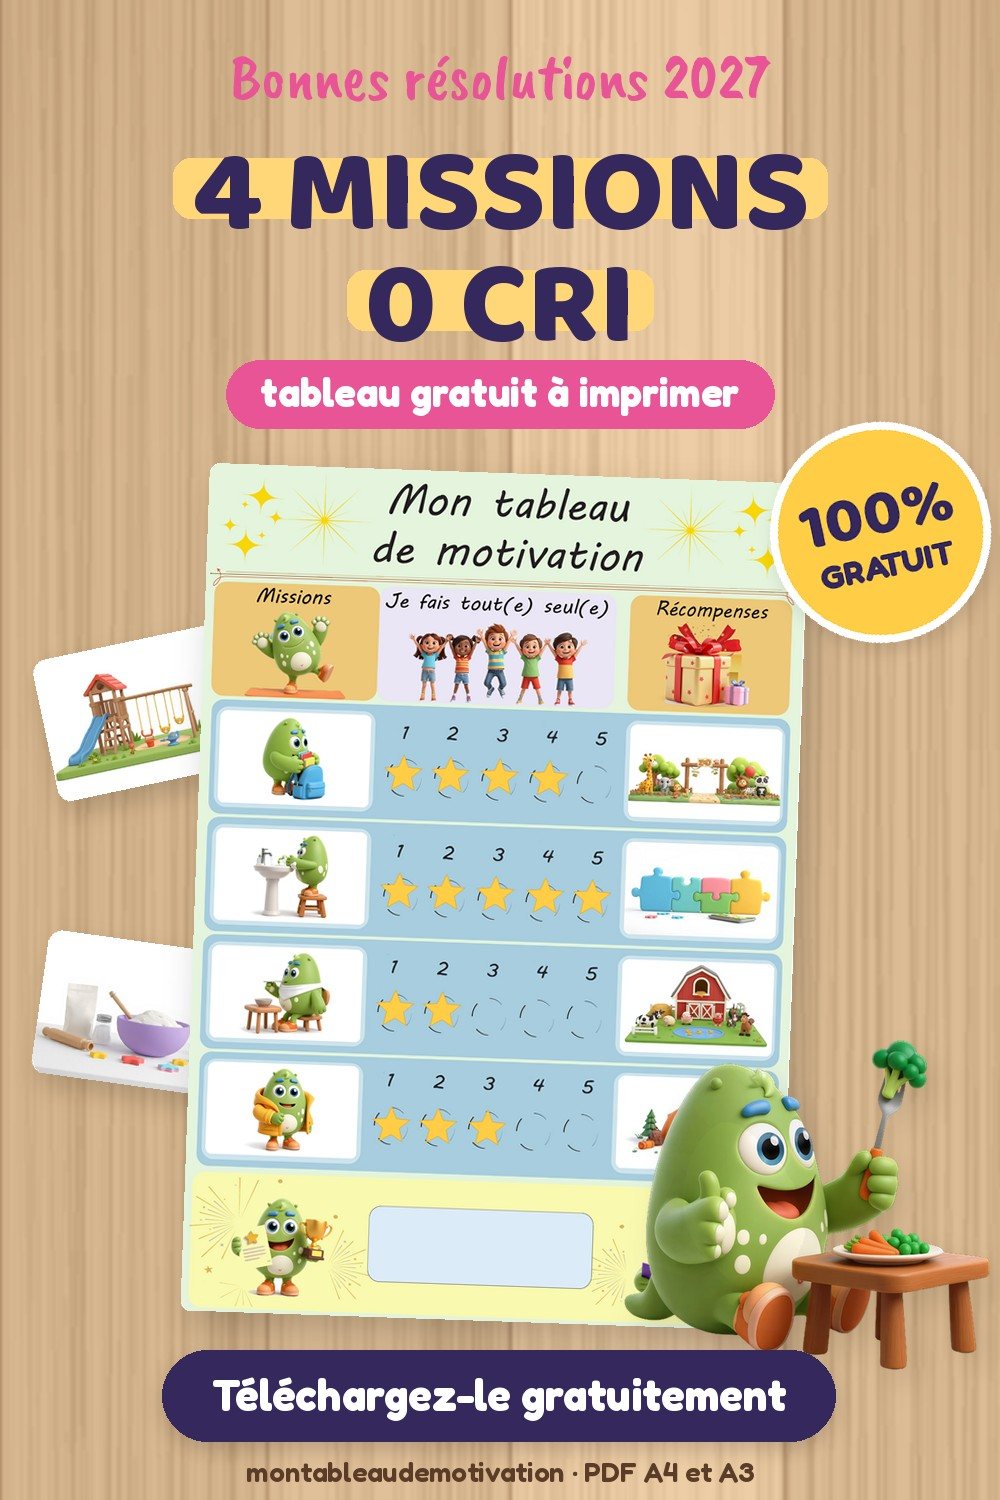 Bonnes résolutions 2027
4 MISSIONS
0 CRI
tableau gratuit à imprimer
100%
GRATUIT
Mon tableau
de motivation
Missions
Je fais tout(e) seul(e)
Récompenses
1 2 3 4 5
1 2 3 4 5
1 2 3 4 5
1 2 3 4 5
Téléchargez-le gratuitement
montableaudemotivation · PDF A4 et A3